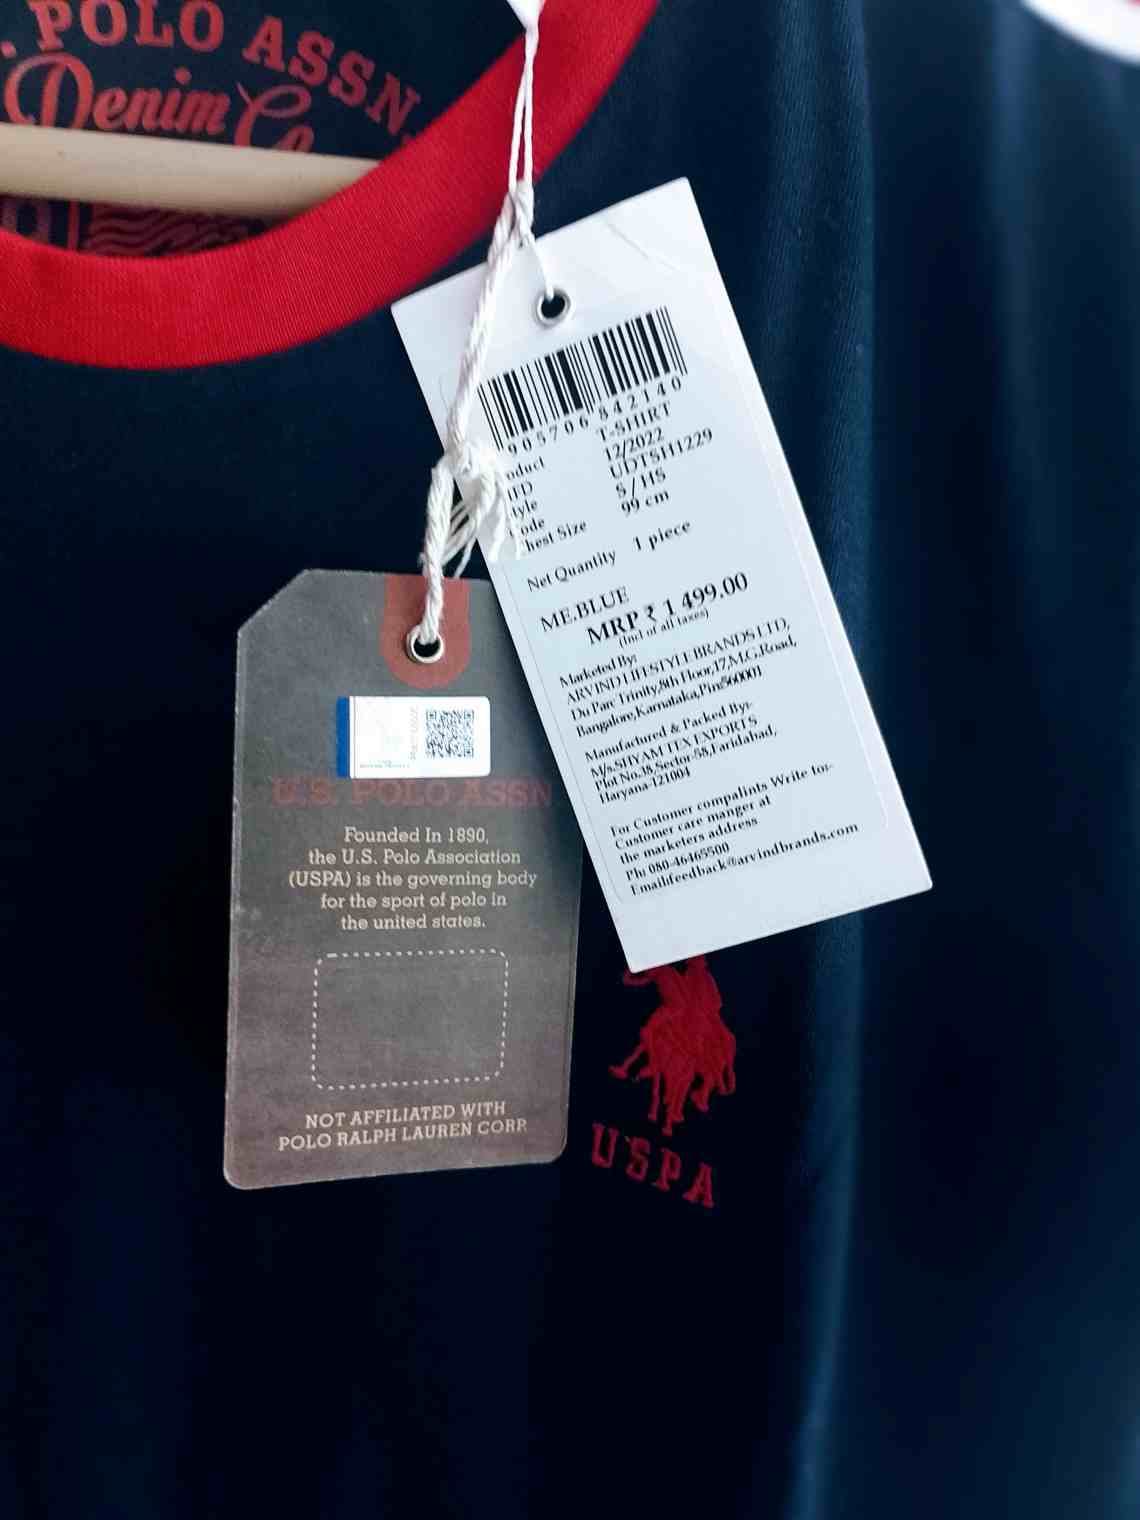 . POLO ASSN.
Denim Co
905706 842140
T-SHIRT
12/2022
UDTSH1229
S / HS
Size 99 cm
Net Quantity 1 piece
ME.BLUE
MRP ₹ 1 499.00
(Incl of all taxes)
Marketed By:
ARVIND LIFESTYLE BRANDS LTD,
Du Parc Trinity,8th Floor,17,M.G.Road,
Bangalore,Karnataka,Pin:560001
Manufactured & Packed By:-
M/s.SHYAM TEX EXPORTS
Plot No.38,Sector-58,Faridabad,
Haryana-121004
For Customer compalints Write to:-
Customer care manger at
the marketers address
Ph: 080-46465500
Email:feedback@arvindbrands.com
U.S. POLO ASSN
Founded In 1890,
the U.S. Polo Association
(USPA) is the governing body
for the sport of polo in
the united states.
NOT AFFILIATED WITH
POLO RALPH LAUREN CORP.
USPA